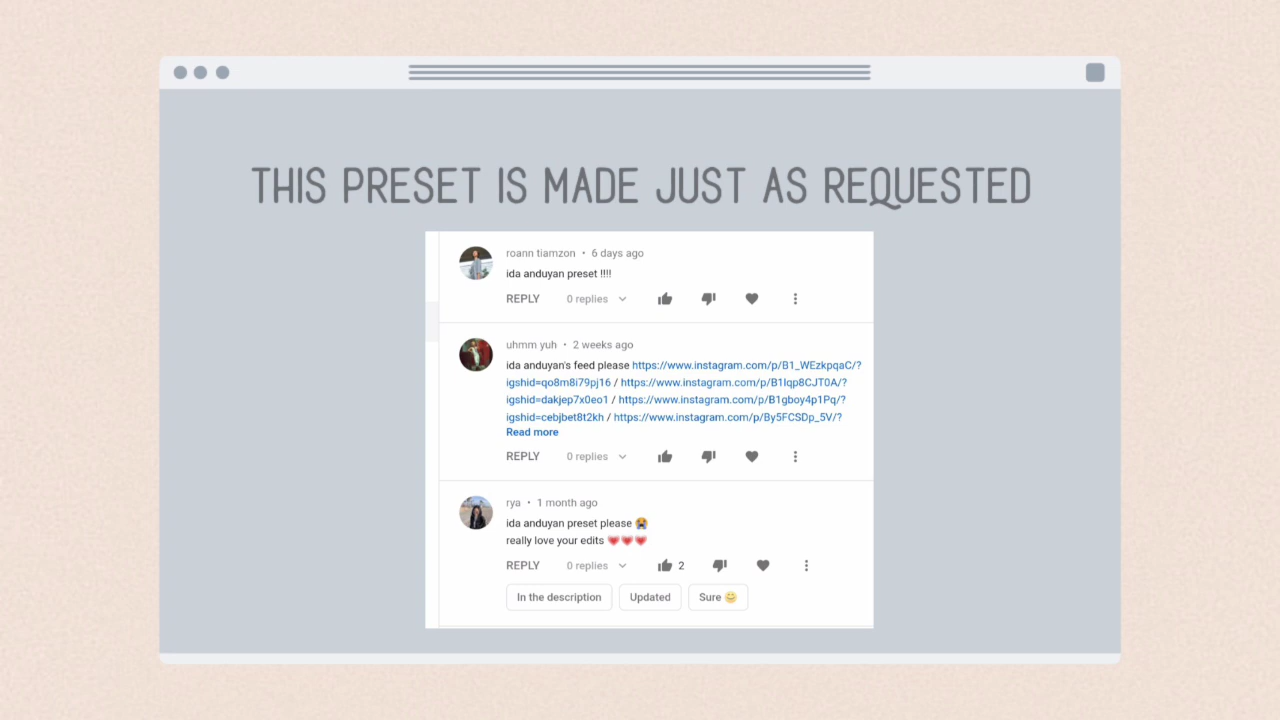 THIS PRESET IS MADE JUST AS REQUESTED
roann tiamzon • 6 days ago
ida anduyan preset !!!!
REPLY 0 replies
uhmm yuh • 2 weeks ago
ida anduyan's feed please https://www.instagram.com/p/B1_WEzkpqaC/?
igshid=qo8m8i79pj16 / https://www.instagram.com/p/B1Iqp8CJT0A/?
igshid=dakjep7x0eo1 / https://www.instagram.com/p/B1gboy4p1Pq/?
igshid=cebjbet8t2kh / https://www.instagram.com/p/By5FCSDp_5V/?
Read more
REPLY 0 replies
rya • 1 month ago
ida anduyan preset please 😭
really love your edits 💗💗💗
REPLY 0 replies 2
In the description Updated Sure 😊